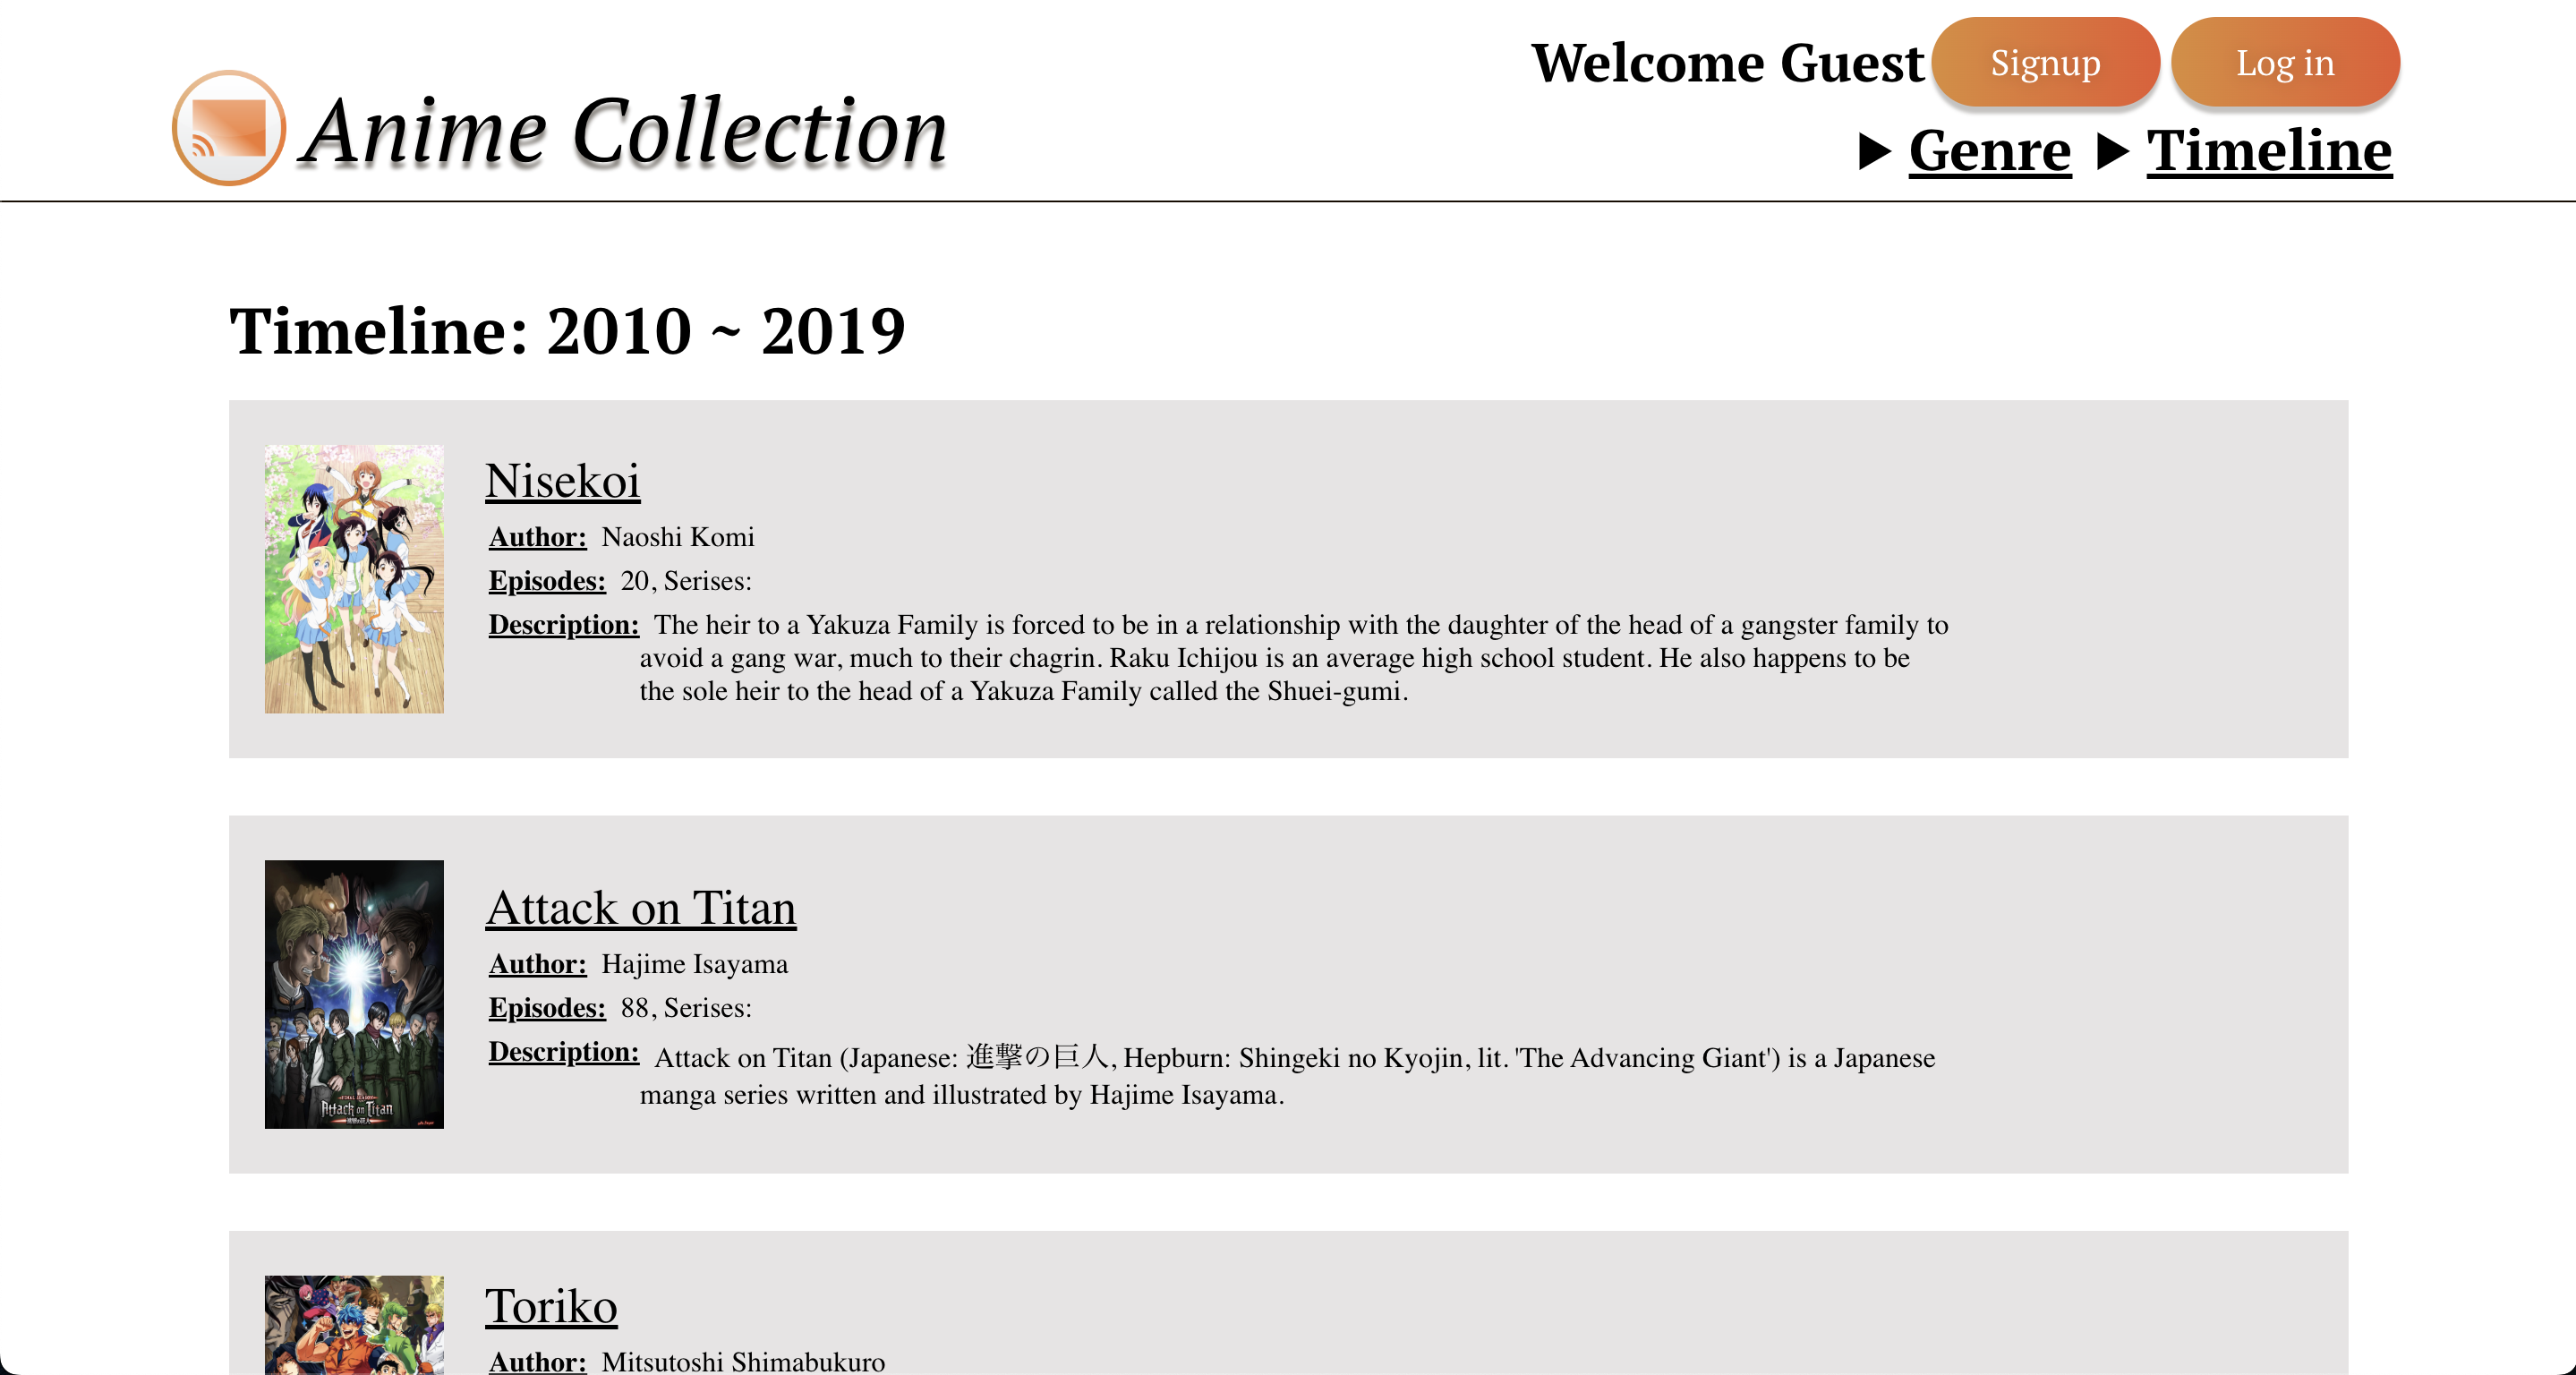 Welcome Guest Signup Log in
Anime Collection
▶ Genre ▶ Timeline
Timeline: 2010 ~ 2019
Nisekoi
Author: Naoshi Komi
Episodes: 20, Serises:
Description: The heir to a Yakuza Family is forced to be in a relationship with the daughter of the head of a gangster family to
avoid a gang war, much to their chagrin. Raku Ichijou is an average high school student. He also happens to be
the sole heir to the head of a Yakuza Family called the Shuei-gumi.
Attack on Titan
Author: Hajime Isayama
Episodes: 88, Serises:
Description: Attack on Titan (Japanese: 進撃の巨人, Hepburn: Shingeki no Kyojin, lit. 'The Advancing Giant') is a Japanese
manga series written and illustrated by Hajime Isayama.
Attack on Titan
Toriko
Author: Mitsutoshi Shimabukuro